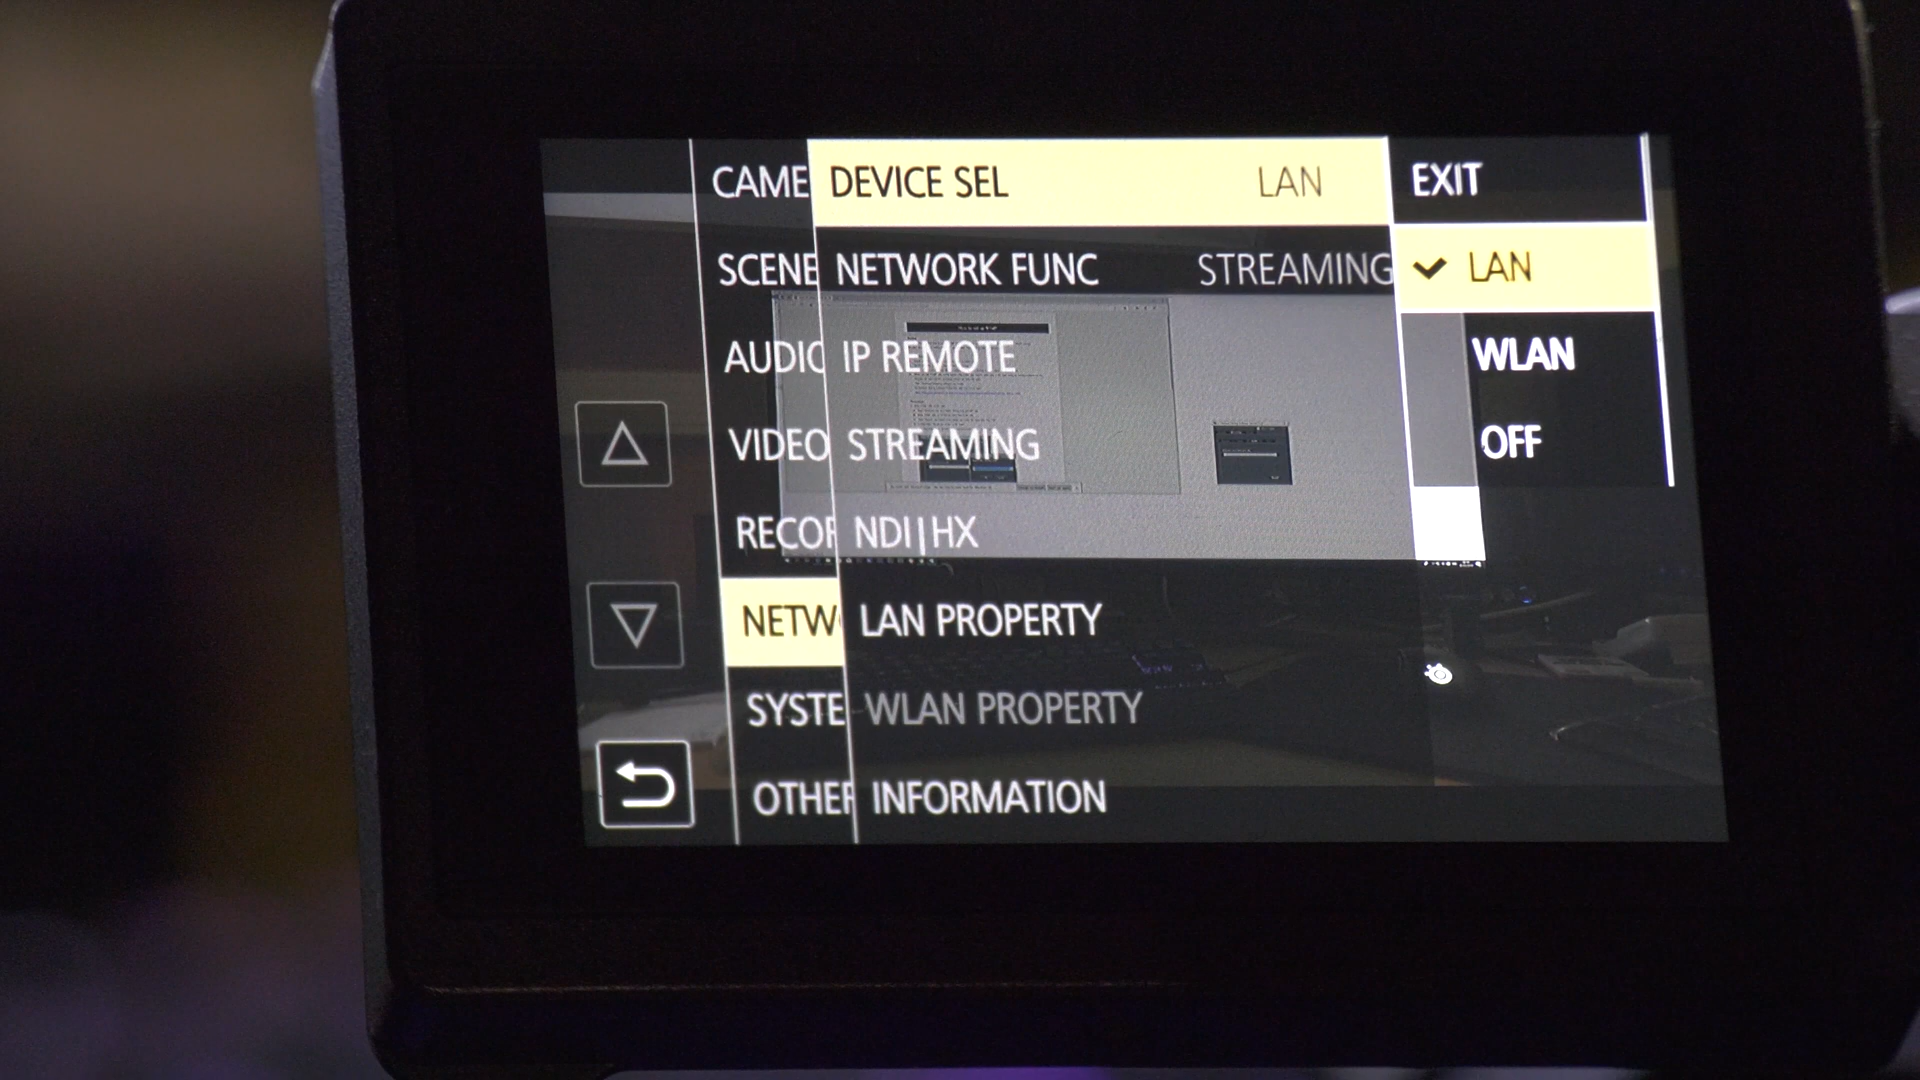 CAME DEVICE SEL LAN EXIT
SCENE NETWORK FUNC STREAMING LAN
AUDIO IP REMOTE WLAN
VIDEO STREAMING OFF
RECOR NDI|HX
NETW LAN PROPERTY
SYSTE WLAN PROPERTY
OTHER INFORMATION